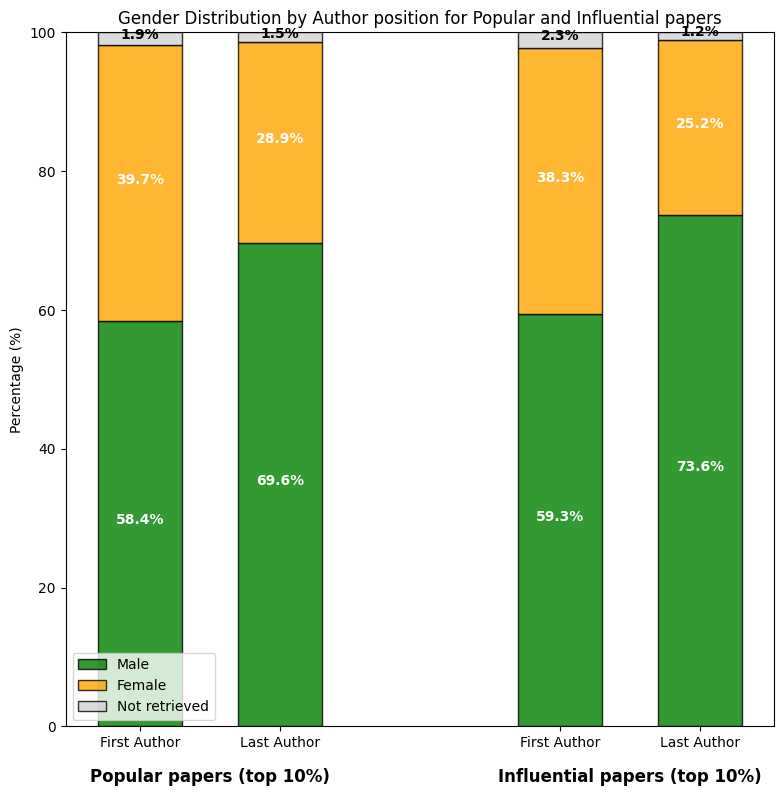 Gender Distribution by Author position for Popular and Influential papers
Percentage (%)
100
80
60
40
20
0
1.9%
39.7%
58.4%
1.5%
28.9%
69.6%
2.3%
38.3%
59.3%
1.2%
25.2%
73.6%
Male
Female
Not retrieved
First Author
Last Author
First Author
Last Author
Popular papers (top 10%)
Influential papers (top 10%)